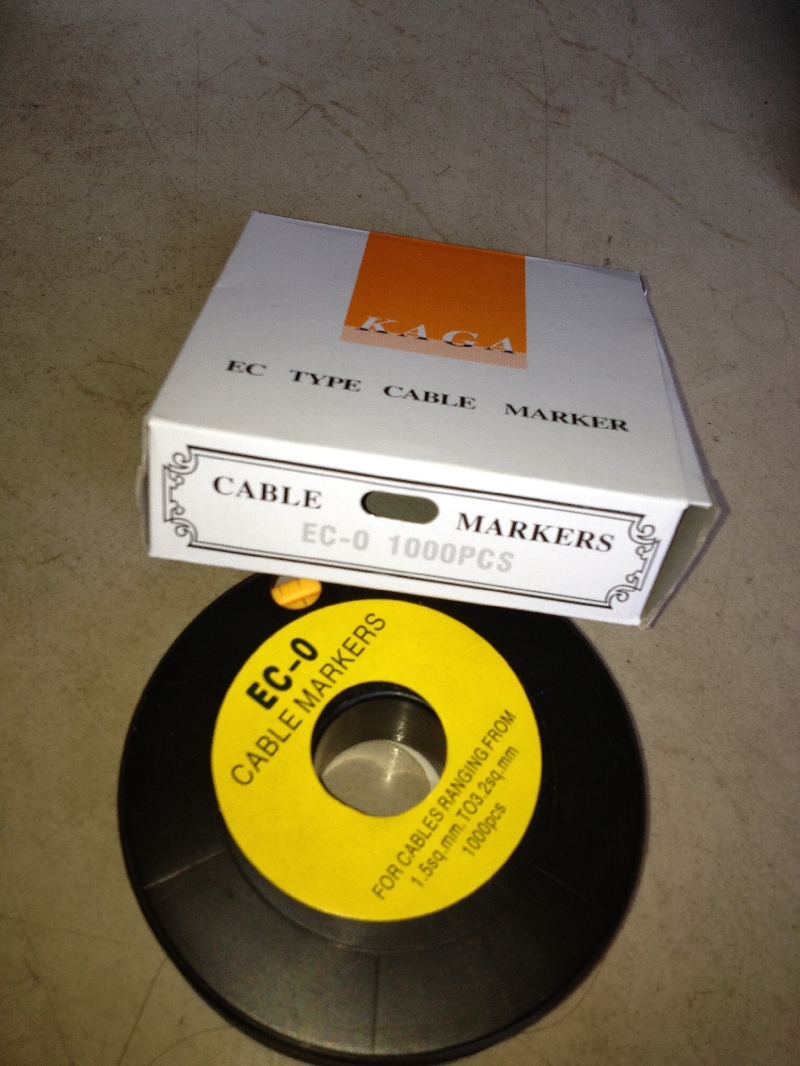 KAGA
EC TYPE CABLE MARKER
CABLE MARKERS
EC-0 1000PCS
EC-0
CABLE MARKERS
FOR CABLES RANGING FROM
1.5sq.mm.TO3.2sq.mm
1000pcs